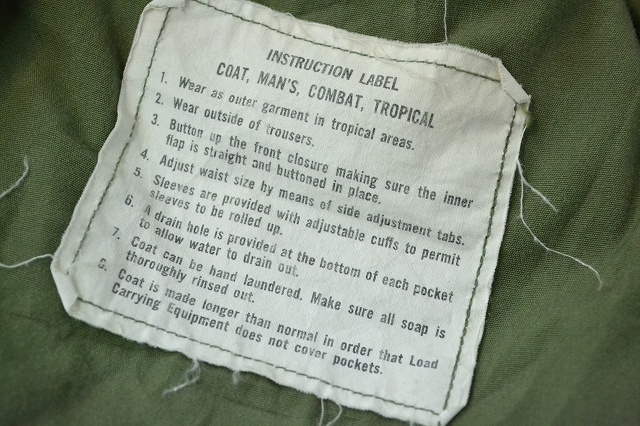 INSTRUCTION LABEL
COAT, MAN'S, COMBAT, TROPICAL
1. Wear as outer garment in tropical areas.
2. Wear outside of trousers.
3. Button up the front closure making sure the inner
flap is straight and buttoned in place.
4. Adjust waist size by means of side adjustment tabs.
5. Sleeves are provided with adjustable cuffs to permit
sleeves to be rolled up.
6. A drain hole is provided at the bottom of each pocket
to allow water to drain out.
7. Coat can be hand laundered. Make sure all soap is
thoroughly rinsed out.
8. Coat is made longer than normal in order that Load
Carrying Equipment does not cover pockets.